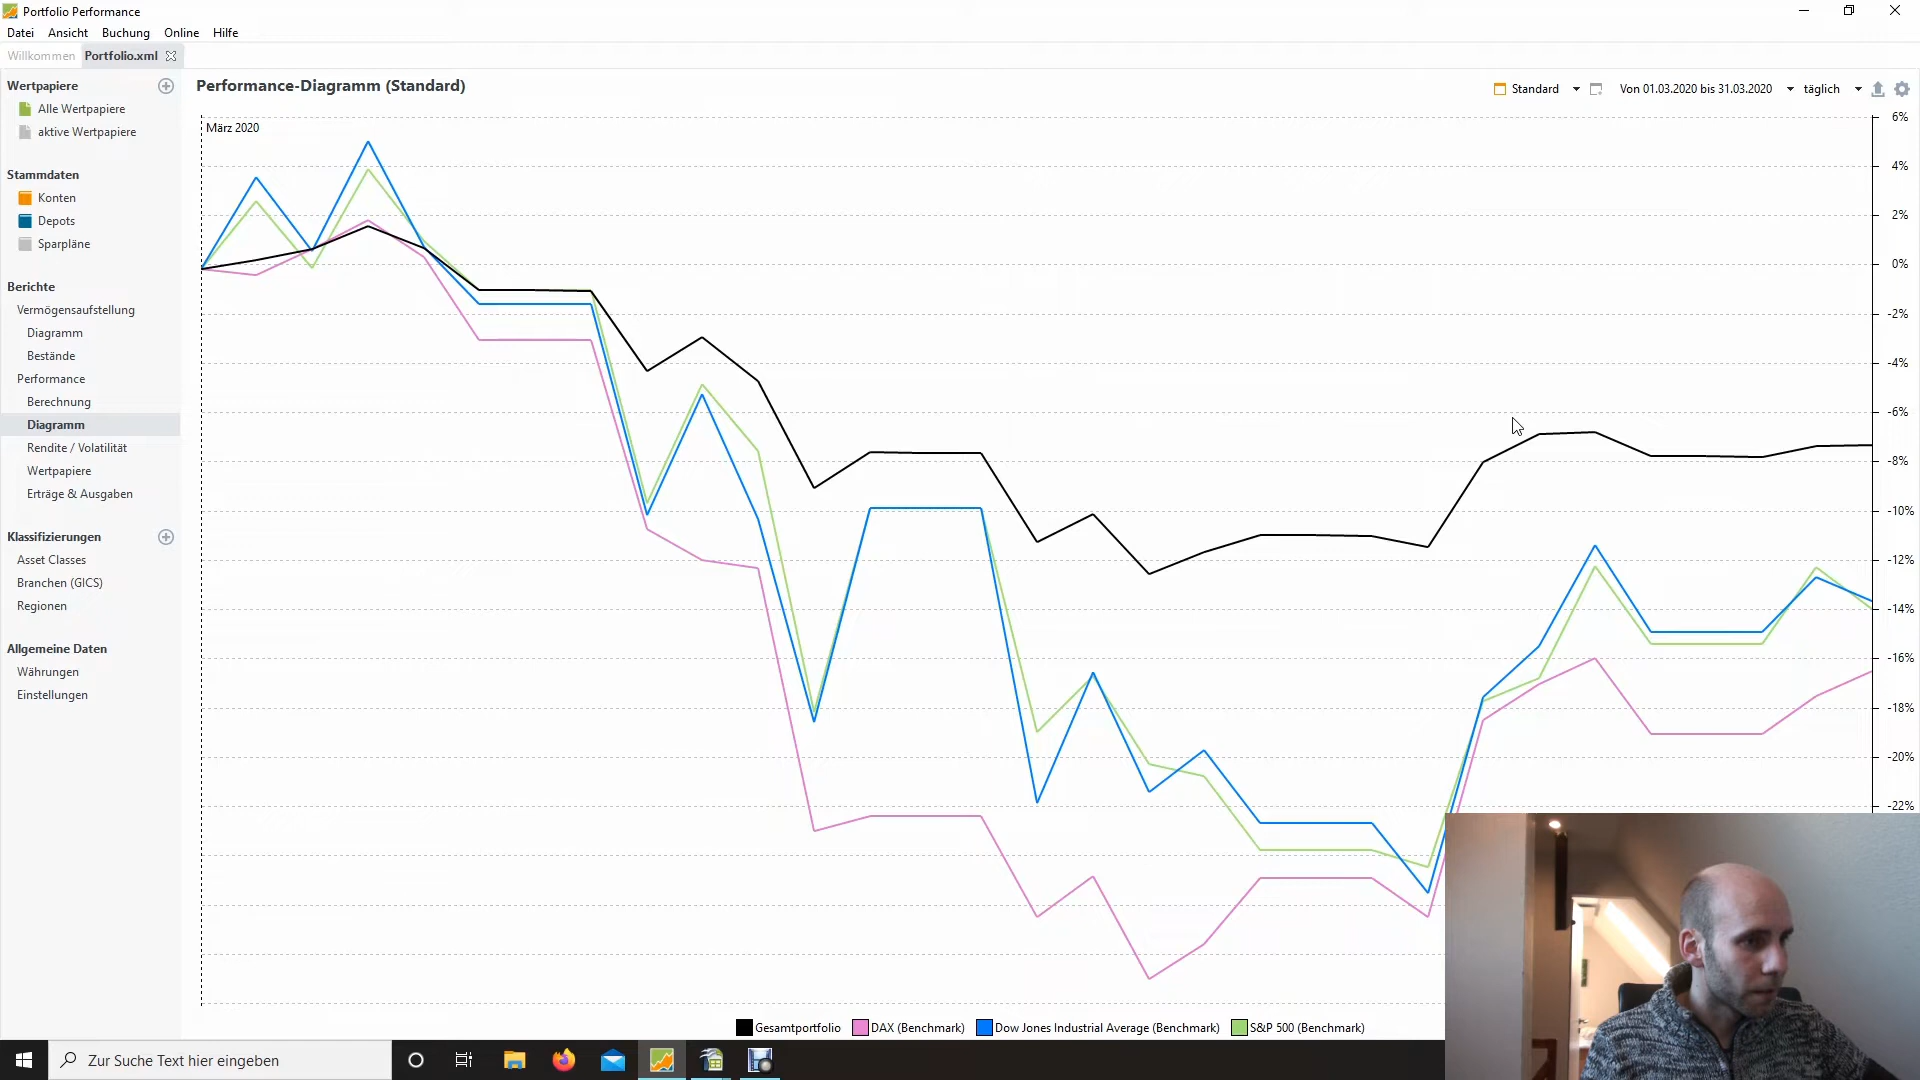 Portfolio Performance
Datei Ansicht Buchung Online Hilfe
Willkommen Portfolio.xml
Wertpapiere
Alle Wertpapiere
aktive Wertpapiere
Stammdaten
Konten
Depots
Sparpläne
Berichte
Vermögensaufstellung
Diagramm
Bestände
Performance
Berechnung
Diagramm
Rendite / Volatilität
Wertpapiere
Erträge & Ausgaben
Klassifizierungen
Asset Classes
Branchen (GICS)
Regionen
Allgemeine Daten
Währungen
Einstellungen
Performance-Diagramm (Standard)
Standard Von 01.03.2020 bis 31.03.2020 täglich
März 2020
6%
4%
2%
0%
-2%
-4%
-6%
-8%
-10%
-12%
-14%
-16%
-18%
-20%
-22%
Gesamtportfolio DAX (Benchmark) Dow Jones Industrial Average (Benchmark) S&P 500 (Benchmark)
Zur Suche Text hier eingeben